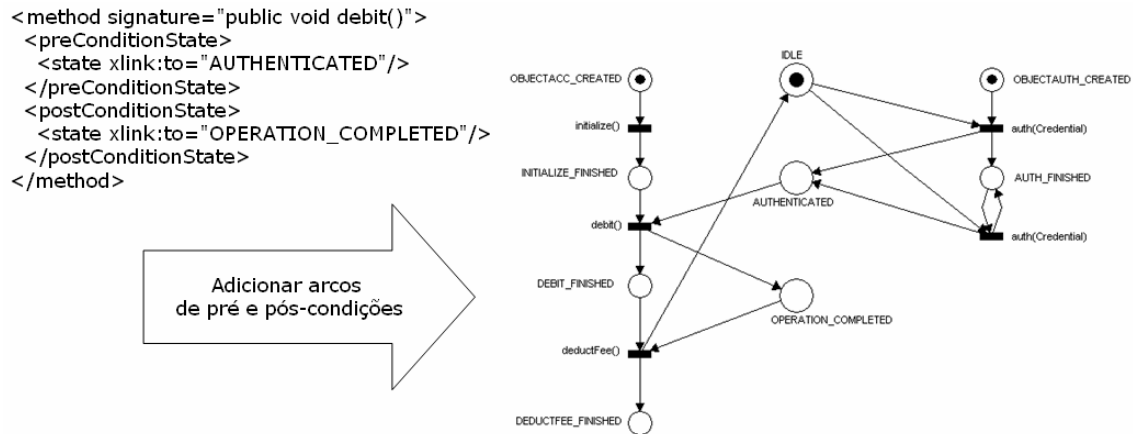 <method signature="public void debit()">
<preConditionState>
<state xlink:to="AUTHENTICATED"/>
</preConditionState>
<postConditionState>
<state xlink:to="OPERATION_COMPLETED"/>
</postConditionState>
</method>
Adicionar arcos
de pré e pós-condições
IDLE
OBJECTACC_CREATED
OBJECTAUTH_CREATED
initialize()
auth(Credential)
INITIALIZE_FINISHED
AUTH_FINISHED
AUTHENTICATED
debit()
auth(Credential)
DEBIT_FINISHED
OPERATION_COMPLETED
deductFee()
DEDUCTFEE_FINISHED